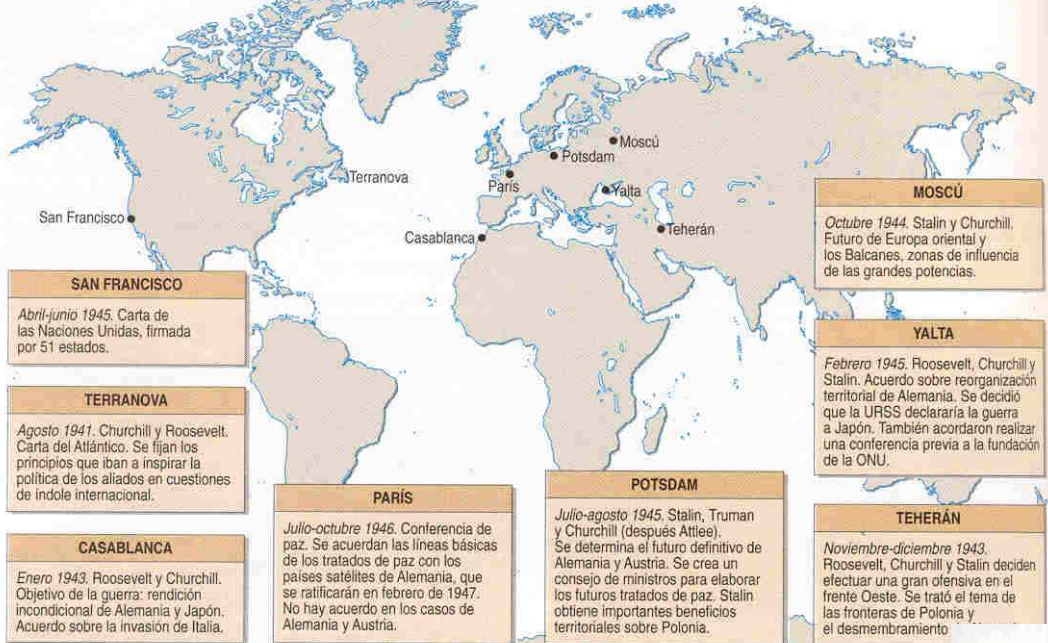 Moscú
Potsdam
París
Yalta
Terranova
San Francisco
Casablanca
Teherán
SAN FRANCISCO
Abril-junio 1945. Carta de
las Naciones Unidas, firmada
por 51 estados.
TERRANOVA
Agosto 1941. Churchill y Roosevelt.
Carta del Atlántico. Se fijan los
principios que iban a inspirar la
política de los aliados en cuestiones
de índole internacional.
CASABLANCA
Enero 1943. Roosevelt y Churchill.
Objetivo de la guerra: rendición
incondicional de Alemania y Japón.
Acuerdo sobre la invasión de Italia.
PARÍS
Julio-octubre 1946. Conferencia de
paz. Se acuerdan las líneas básicas
de los tratados de paz con los
países satélites de Alemania, que
se ratificarán en febrero de 1947.
No hay acuerdo en los casos de
Alemania y Austria.
POTSDAM
Julio-agosto 1945. Stalin, Truman
y Churchill (después Attlee).
Se determina el futuro definitivo de
Alemania y Austria. Se crea un
consejo de ministros para elaborar
los futuros tratados de paz. Stalin
obtiene importantes beneficios
territoriales sobre Polonia.
MOSCÚ
Octubre 1944. Stalin y Churchill.
Futuro de Europa oriental y
los Balcanes, zonas de influencia
de las grandes potencias.
YALTA
Febrero 1945. Roosevelt, Churchill y
Stalin. Acuerdo sobre reorganización
territorial de Alemania. Se decidió
que la URSS declararía la guerra
a Japón. También acordaron realizar
una conferencia previa a la fundación
de la ONU.
TEHERÁN
Noviembre-diciembre 1943.
Roosevelt, Churchill y Stalin deciden
efectuar una gran ofensiva en el
frente Oeste. Se trató el tema de
las fronteras de Polonia y
el desmembramiento